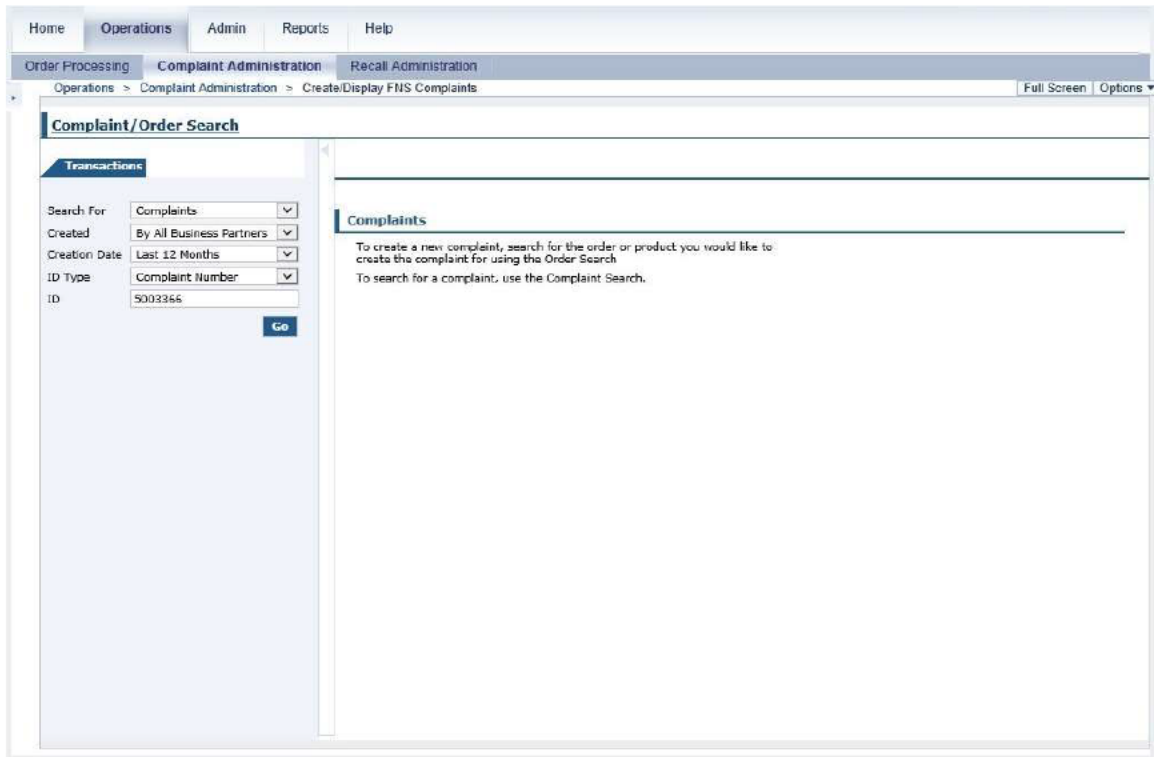 Home Operations Admin Reports Help
Order Processing Complaint Administration Recall Administration
Operations > Complaint Administration > Create/Display FNS Complaints Full Screen Options
Complaint/Order Search
Transactions
Search For Complaints
Created By All Business Partners
Creation Date Last 12 Months
ID Type Complaint Number
ID 5003366
Go
Complaints
To create a new complaint, search for the order or product you would like to
create the complaint for using the Order Search
To search for a complaint, use the Complaint Search.